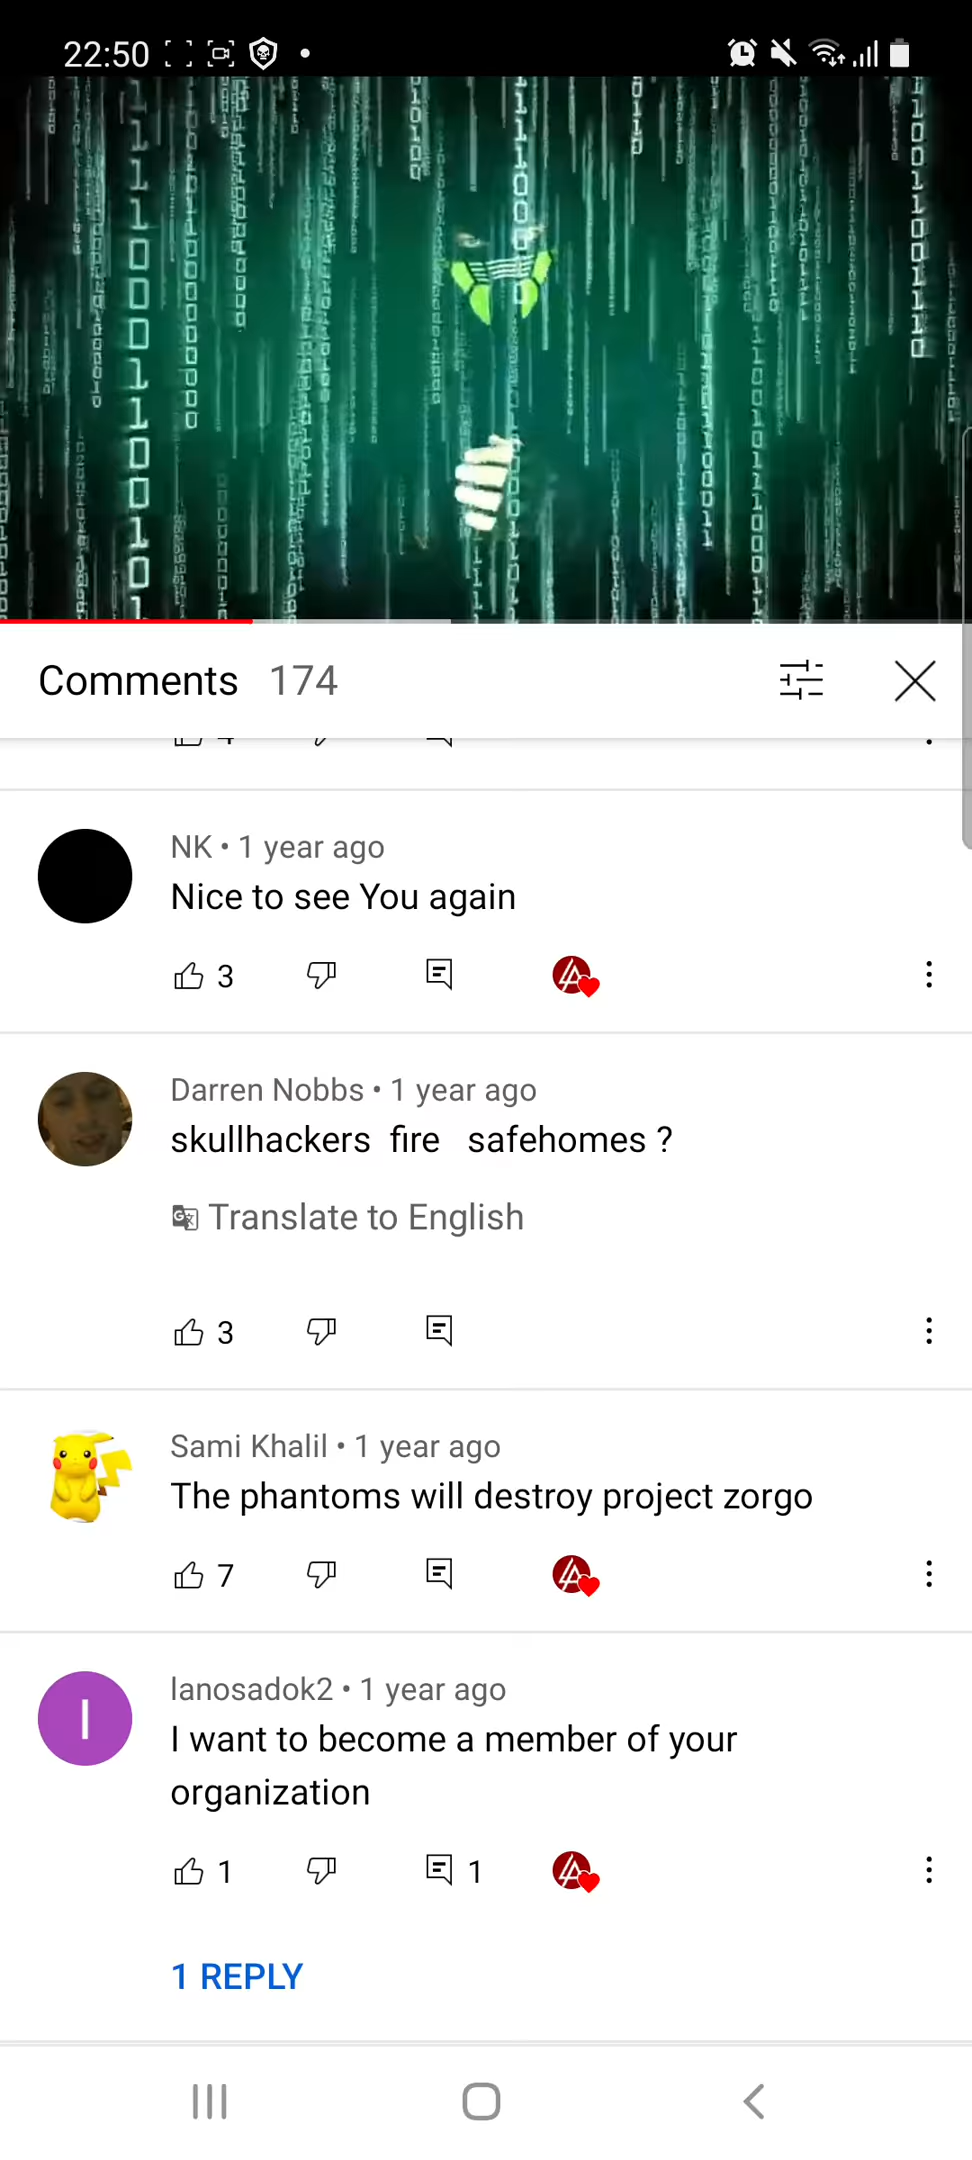 22:50
Comments 174
4
NK • 1 year ago
Nice to see You again
3
Darren Nobbs • 1 year ago
skullhackers fire safehomes ?
Translate to English
3
Sami Khalil • 1 year ago
The phantoms will destroy project zorgo
7
I
lanosadok2 • 1 year ago
I want to become a member of your
organization
1 1
1 REPLY